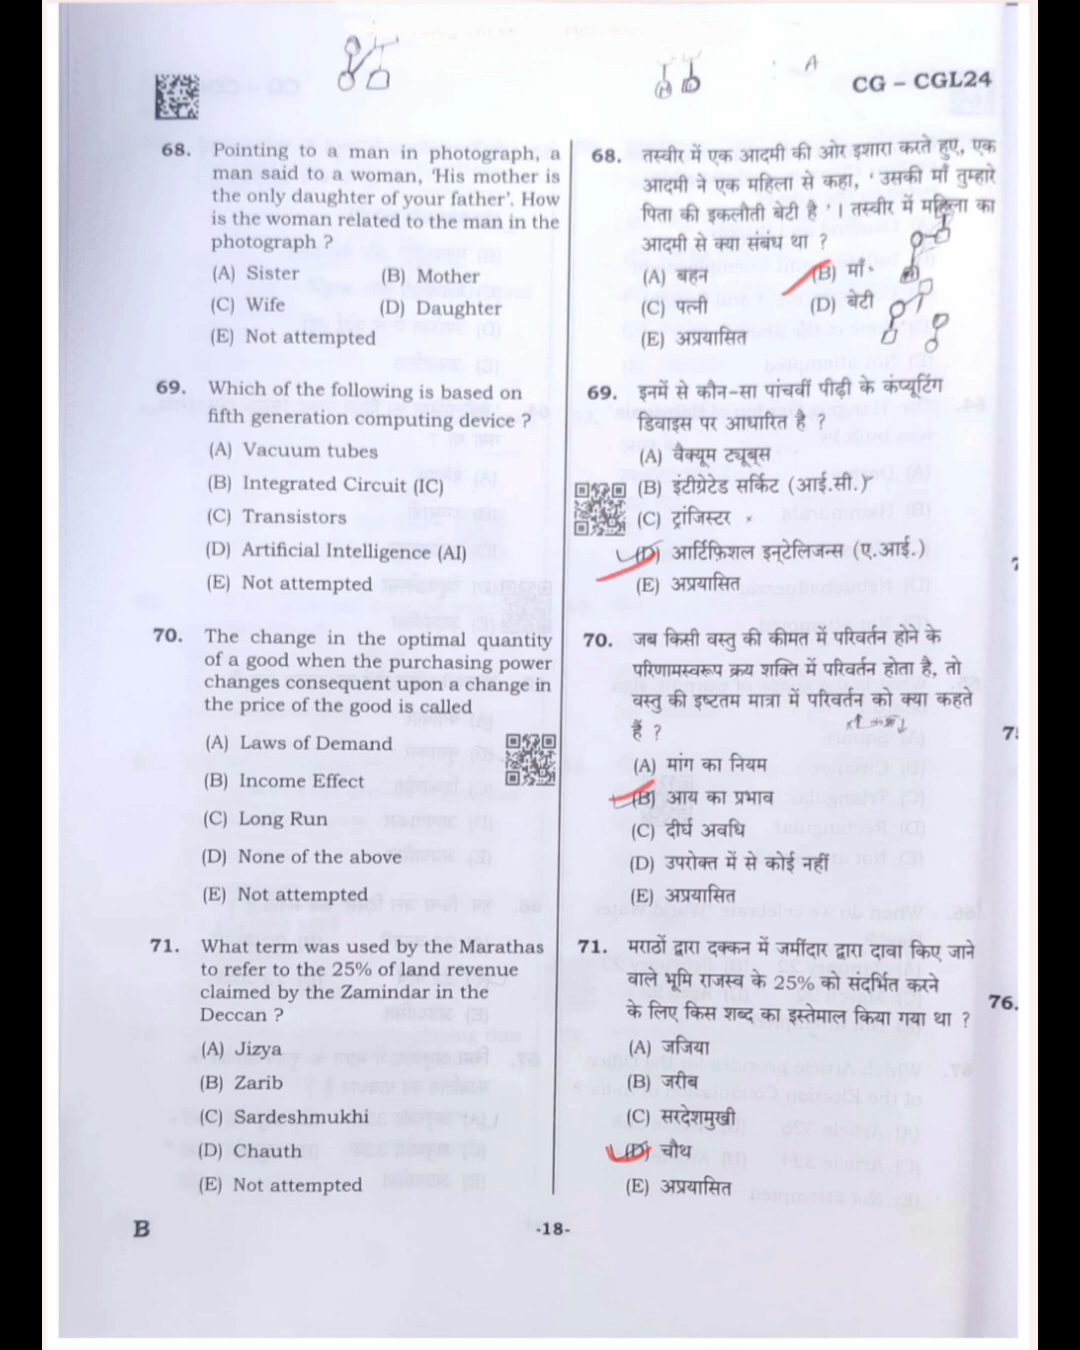 A
CG – CGL24
68. Pointing to a man in photograph, a
man said to a woman, 'His mother is
the only daughter of your father'. How
is the woman related to the man in the
photograph ?
(A) Sister (B) Mother
(C) Wife (D) Daughter
(E) Not attempted
69. Which of the following is based on
fifth generation computing device ?
(A) Vacuum tubes
(B) Integrated Circuit (IC)
(C) Transistors
(D) Artificial Intelligence (AI)
(E) Not attempted
70. The change in the optimal quantity
of a good when the purchasing power
changes consequent upon a change in
the price of the good is called
(A) Laws of Demand
(B) Income Effect
(C) Long Run
(D) None of the above
(E) Not attempted
71. What term was used by the Marathas
to refer to the 25% of land revenue
claimed by the Zamindar in the
Deccan ?
(A) Jizya
(B) Zarib
(C) Sardeshmukhi
(D) Chauth
(E) Not attempted
68. तस्वीर में एक आदमी की ओर इशारा करते हुए, एक
आदमी ने एक महिला से कहा, ' उसकी माँ तुम्हारे
पिता की इकलौती बेटी है ' । तस्वीर में महिला का
आदमी से क्या संबंध था ?
(A) बहन (B) माँ
(C) पत्नी (D) बेटी
(E) अप्रयासित
69. इनमें से कौन-सा पांचवीं पीढ़ी के कंप्यूटिंग
डिवाइस पर आधारित है ?
(A) वैक्यूम ट्यूब्स
(B) इंटीग्रेटेड सर्किट (आई.सी.)
(C) ट्रांजिस्टर
(D) आर्टिफ़िशल इन्टेलिजन्स (ए.आई.)
(E) अप्रयासित
70. जब किसी वस्तु की कीमत में परिवर्तन होने के
परिणामस्वरूप क्रय शक्ति में परिवर्तन होता है, तो
वस्तु की इष्टतम मात्रा में परिवर्तन को क्या कहते
हैं ?
(A) मांग का नियम
(B) आय का प्रभाव
(C) दीर्घ अवधि
(D) उपरोक्त में से कोई नहीं
(E) अप्रयासित
71. मराठों द्वारा दक्कन में जमींदार द्वारा दावा किए जाने
वाले भूमि राजस्व के 25% को संदर्भित करने
के लिए किस शब्द का इस्तेमाल किया गया था ?
(A) जजिया
(B) जरीब
(C) सरदेशमुखी
(D) चौथ
(E) अप्रयासित
76.
B
-18-